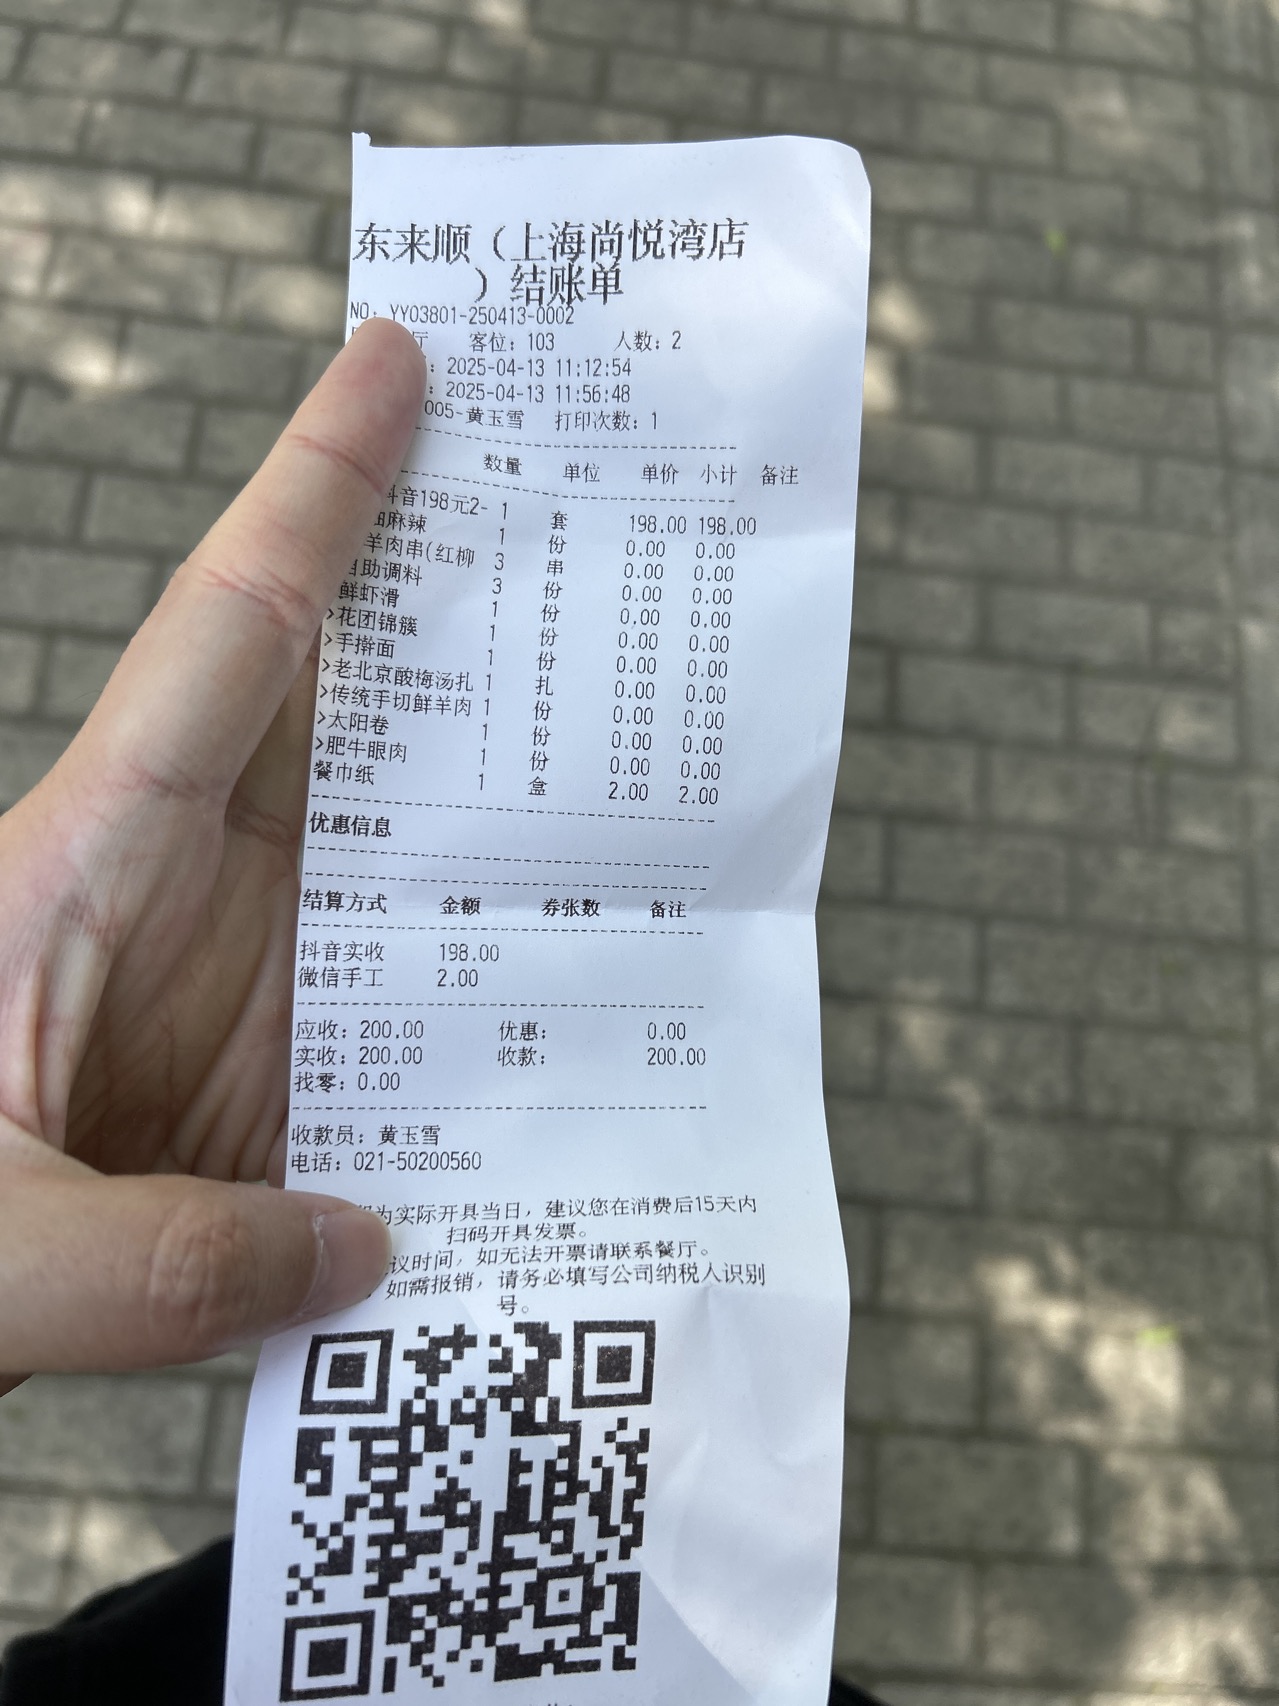 东来顺（上海尚悦湾店
）结账单
NO: YY03801-250413-0002
厅 客位：103 人数：2
：2025-04-13 11:12:54
：2025-04-13 11:56:48
005-黄玉雪 打印次数：1
数量 单位 单价 小计 备注
抖音198元2- 1 套 198.00 198.00
麻辣 1 份 0.00 0.00
羊肉串(红柳 3 串 0.00 0.00
自助调料 3 份 0.00 0.00
鲜虾滑 1 份 0.00 0.00
>花团锦簇 1 份 0.00 0.00
>手擀面 1 份 0.00 0.00
>老北京酸梅汤扎 1 扎 0.00 0.00
>传统手切鲜羊肉 1 份 0.00 0.00
>太阳卷 1 份 0.00 0.00
>肥牛眼肉 1 份 0.00 0.00
餐巾纸 1 盒 2.00 2.00
优惠信息
结算方式 金额 券张数 备注
抖音实收 198.00
微信手工 2.00
应收：200.00 优惠： 0.00
实收：200.00 收款： 200.00
找零：0.00
收款员：黄玉雪
电话：021-50200560
为实际开具当日，建议您在消费后15天内
扫码开具发票。
议时间，如无法开票请联系餐厅。
如需报销，请务必填写公司纳税人识别
号。